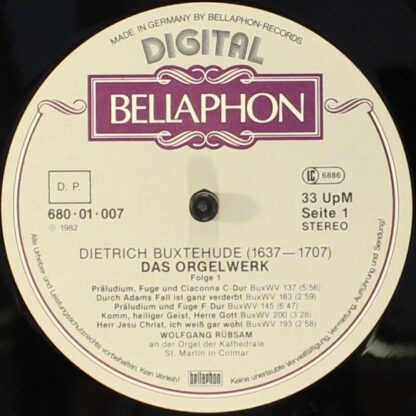 MADE IN GERMANY BY BELLAPHON-RECORDS
DIGITAL
BELLAPHON
D. P.
680·01·007
℗ 1982
LC 6886
33 UpM
Seite 1
STEREO
DIETRICH BUXTEHUDE (1637—1707)
DAS ORGELWERK
Folge 1
Präludium, Fuge und Ciaconna C-Dur BuxWV 137 (5'56)
Durch Adams Fall ist ganz verderbt BuxWV 183 (2'59)
Präludium und Fuge F-Dur BuxWV 145 (6'47)
Komm, heiliger Geist, Herre Gott BuxWV 200 (3'28)
Herr Jesu Christ, ich weiß gar wohl BuxWV 193 (2'58)
WOLFGANG RÜBSAM
an der Orgel der Kathedrale
St. Martin in Colmar
Alle Urheber- und Leistungsschutzrechte vorbehalten. Kein Verleih!
bellaphon
Keine unerlaubte Vervielfältigung, Vermietung, Aufführung und Sendung!